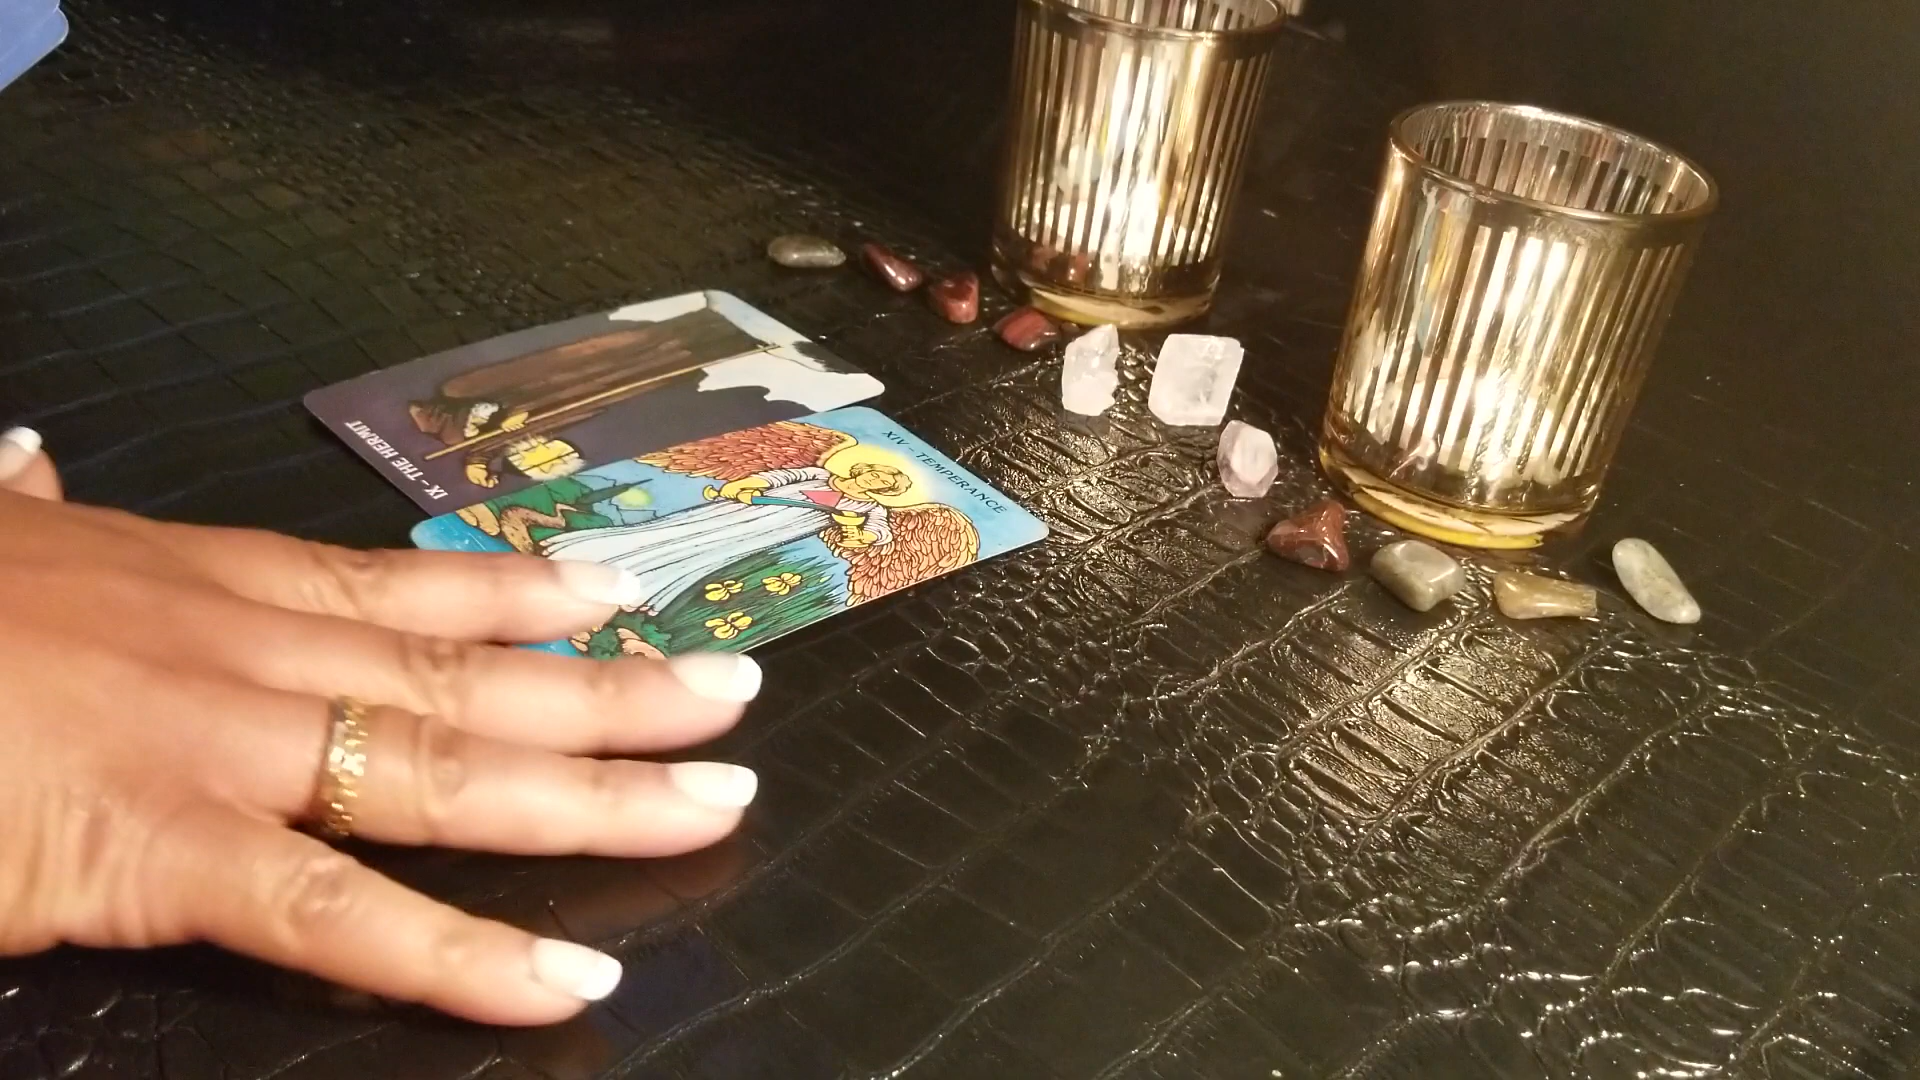 IX – THE HERMIT
XIV – TEMPERANCE